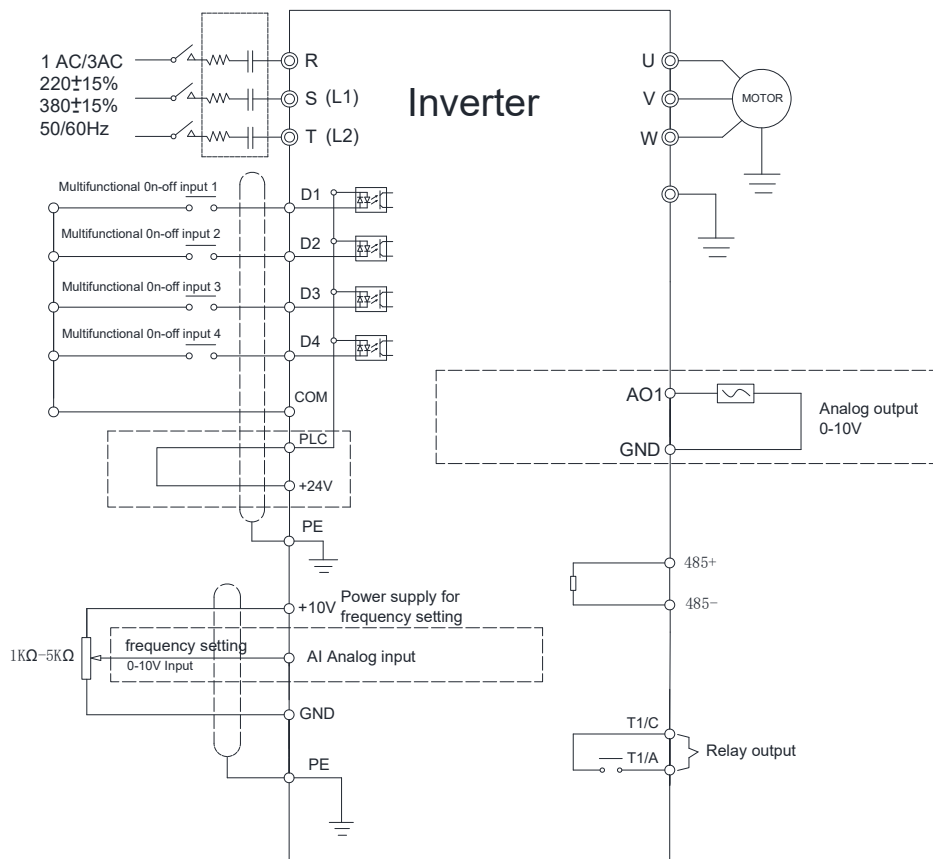 1 AC/3AC
220±15%
380±15%
50/60Hz
R
S (L1)
T (L2)
Inverter
U
V
W
MOTOR
Multifunctional 0n-off input 1
D1
Multifunctional 0n-off input 2
D2
Multifunctional 0n-off input 3
D3
Multifunctional 0n-off input 4
D4
COM
PLC
+24V
PE
AO1
GND
Analog output
0-10V
485+
485-
+10V
Power supply for
frequency setting
1KΩ-5KΩ
frequency setting
0-10V Input
AI Analog input
GND
PE
T1/C
T1/A
Relay output